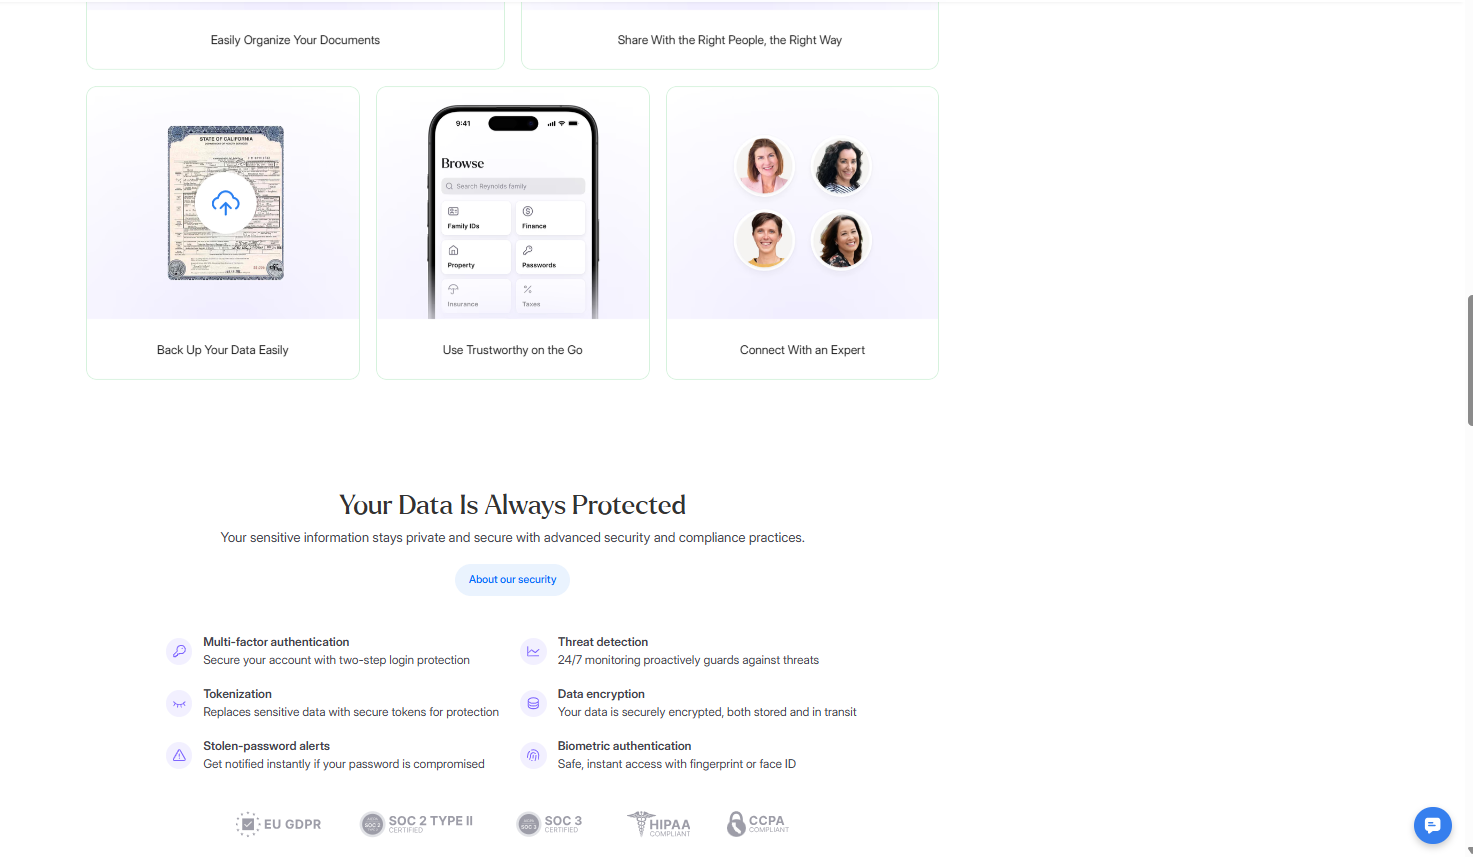 Easily Organize Your Documents
Share With the Right People, the Right Way
STATE OF CALIFORNIA
9:41
Browse
Search Reynolds family
Family IDs
Finance
Property
Passwords
Insurance
Taxes
Back Up Your Data Easily
Use Trustworthy on the Go
Connect With an Expert
Your Data Is Always Protected
Your sensitive information stays private and secure with advanced security and compliance practices.
About our security
Multi-factor authentication
Secure your account with two-step login protection
Threat detection
24/7 monitoring proactively guards against threats
Tokenization
Replaces sensitive data with secure tokens for protection
Data encryption
Your data is securely encrypted, both stored and in transit
Stolen-password alerts
Get notified instantly if your password is compromised
Biometric authentication
Safe, instant access with fingerprint or face ID
EU GDPR
SOC 2
SOC 2 TYPE II
CERTIFIED
SOC 3
SOC 3
CERTIFIED
HIPAA
COMPLIANT
CCPA
COMPLIANT